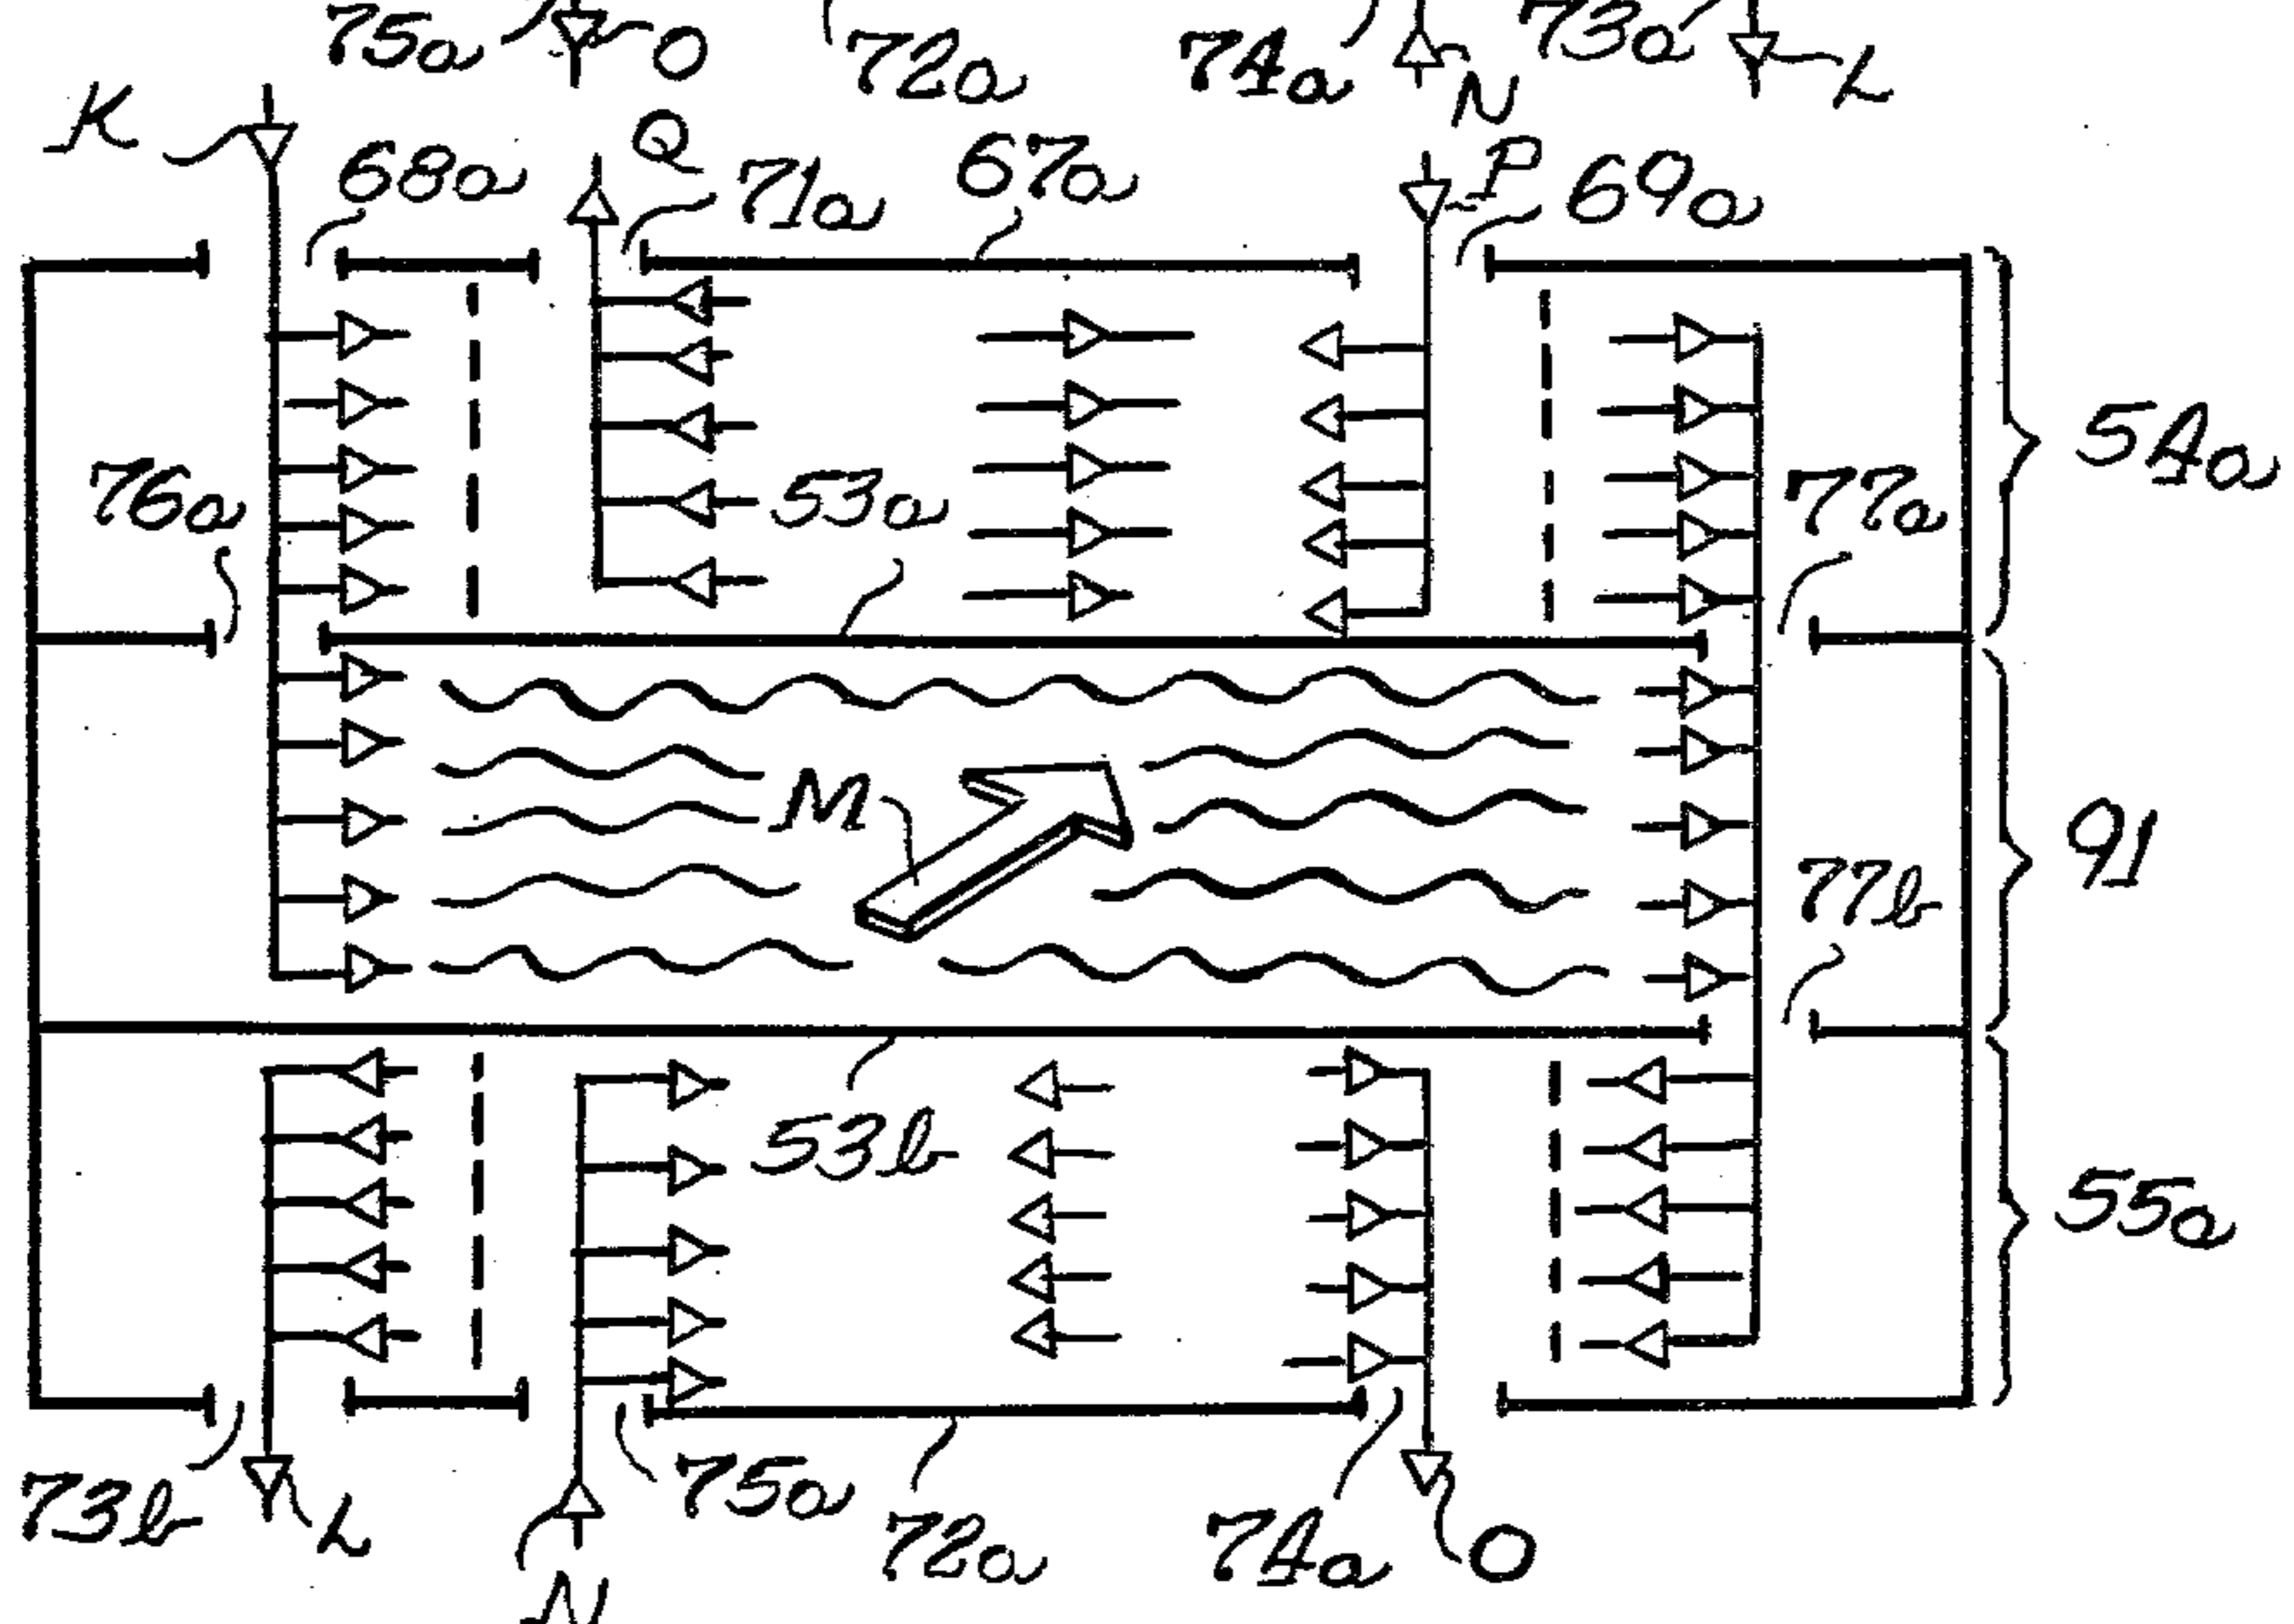 75a O 72a 74a N 73a L
K 68a Q 71a 67a P 69a
76a 53a 77a 54a
M 77b 91
53b 55a
73b L N 75a 72a 74a O